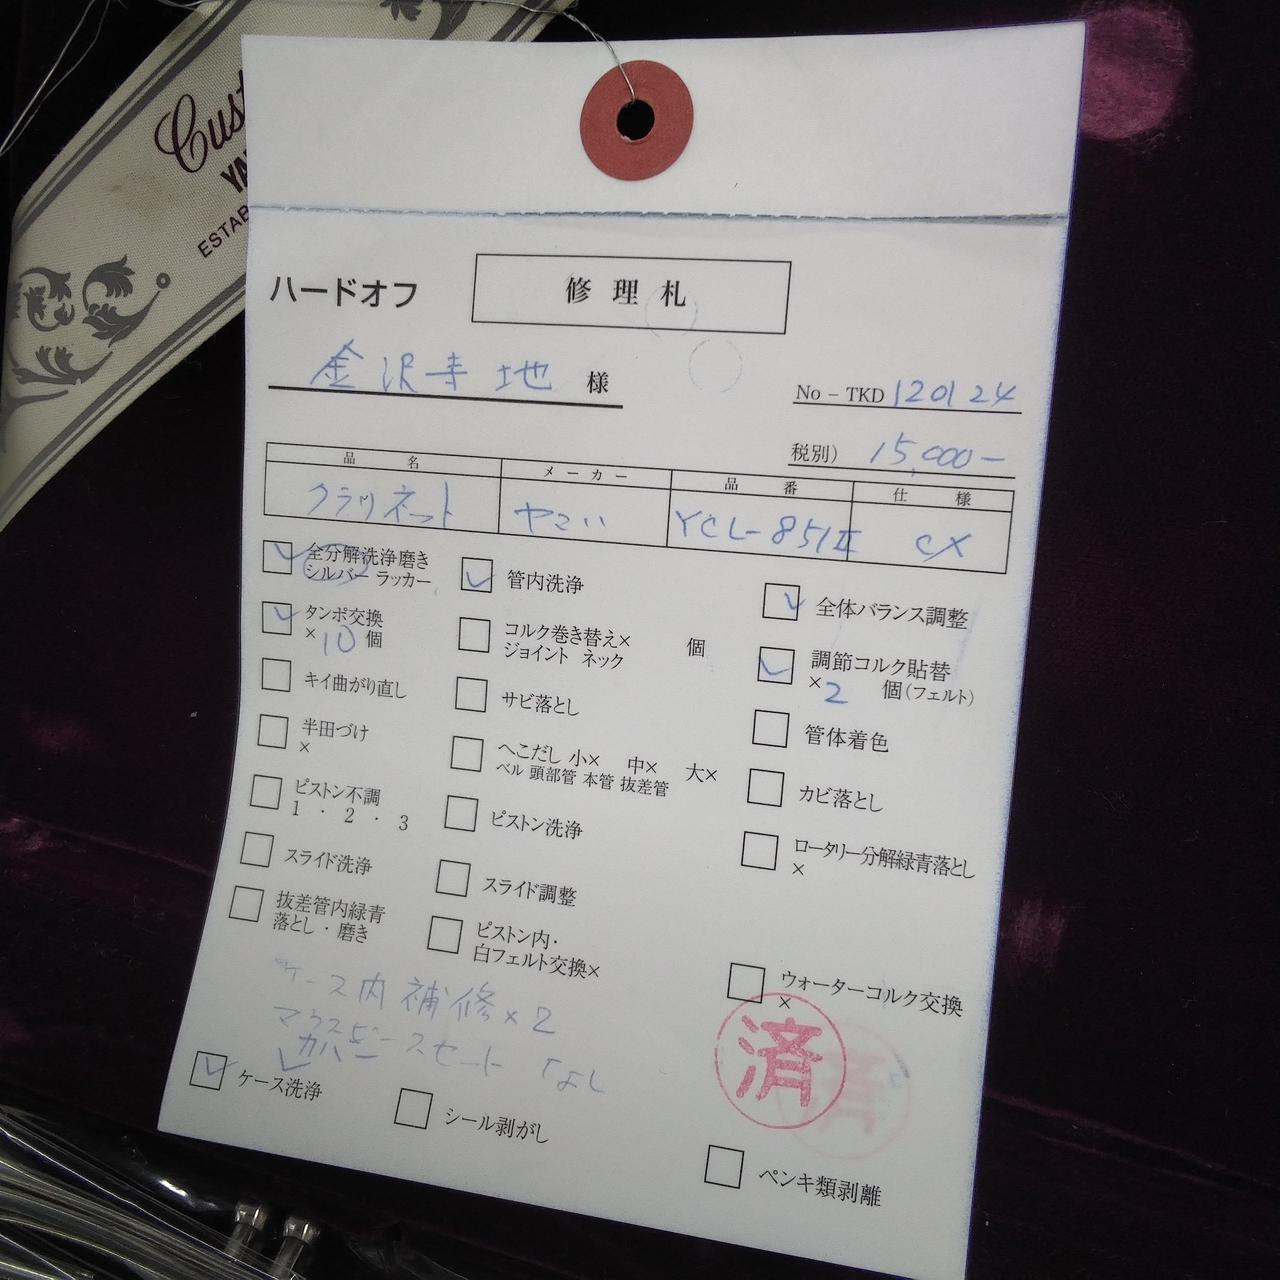 Cus
YA
ESTAB
ハードオフ
修理札
金沢寺地 様
No－TKD 120124
税別） 15,000－
品名 メーカー 品番 仕様
クラリネット ヤマハ YCL-851Ⅱ CX
全分解洗浄磨き
シルバー ラッカー
管内洗浄
全体バランス調整
タンポ交換
×10個
コルク巻き替え× 個
ジョイント ネック
調節コルク貼替
×2 個（フェルト）
キイ曲がり直し
サビ落とし
管体着色
半田づけ
×
へこだし 小× 中× 大×
ベル 頭部管 本管 抜差管
カビ落とし
ピストン不調
1・2・3
ピストン洗浄
ロータリー分解緑青落とし
×
スライド洗浄
スライド調整
抜差管内緑青
落とし・磨き
ピストン内・
白フェルト交換×
ウォーターコルク交換
×
ケース内補修×2
マウスピースセット なし
カバー
済
済
ケース洗浄
シール剥がし
ペンキ類剥離